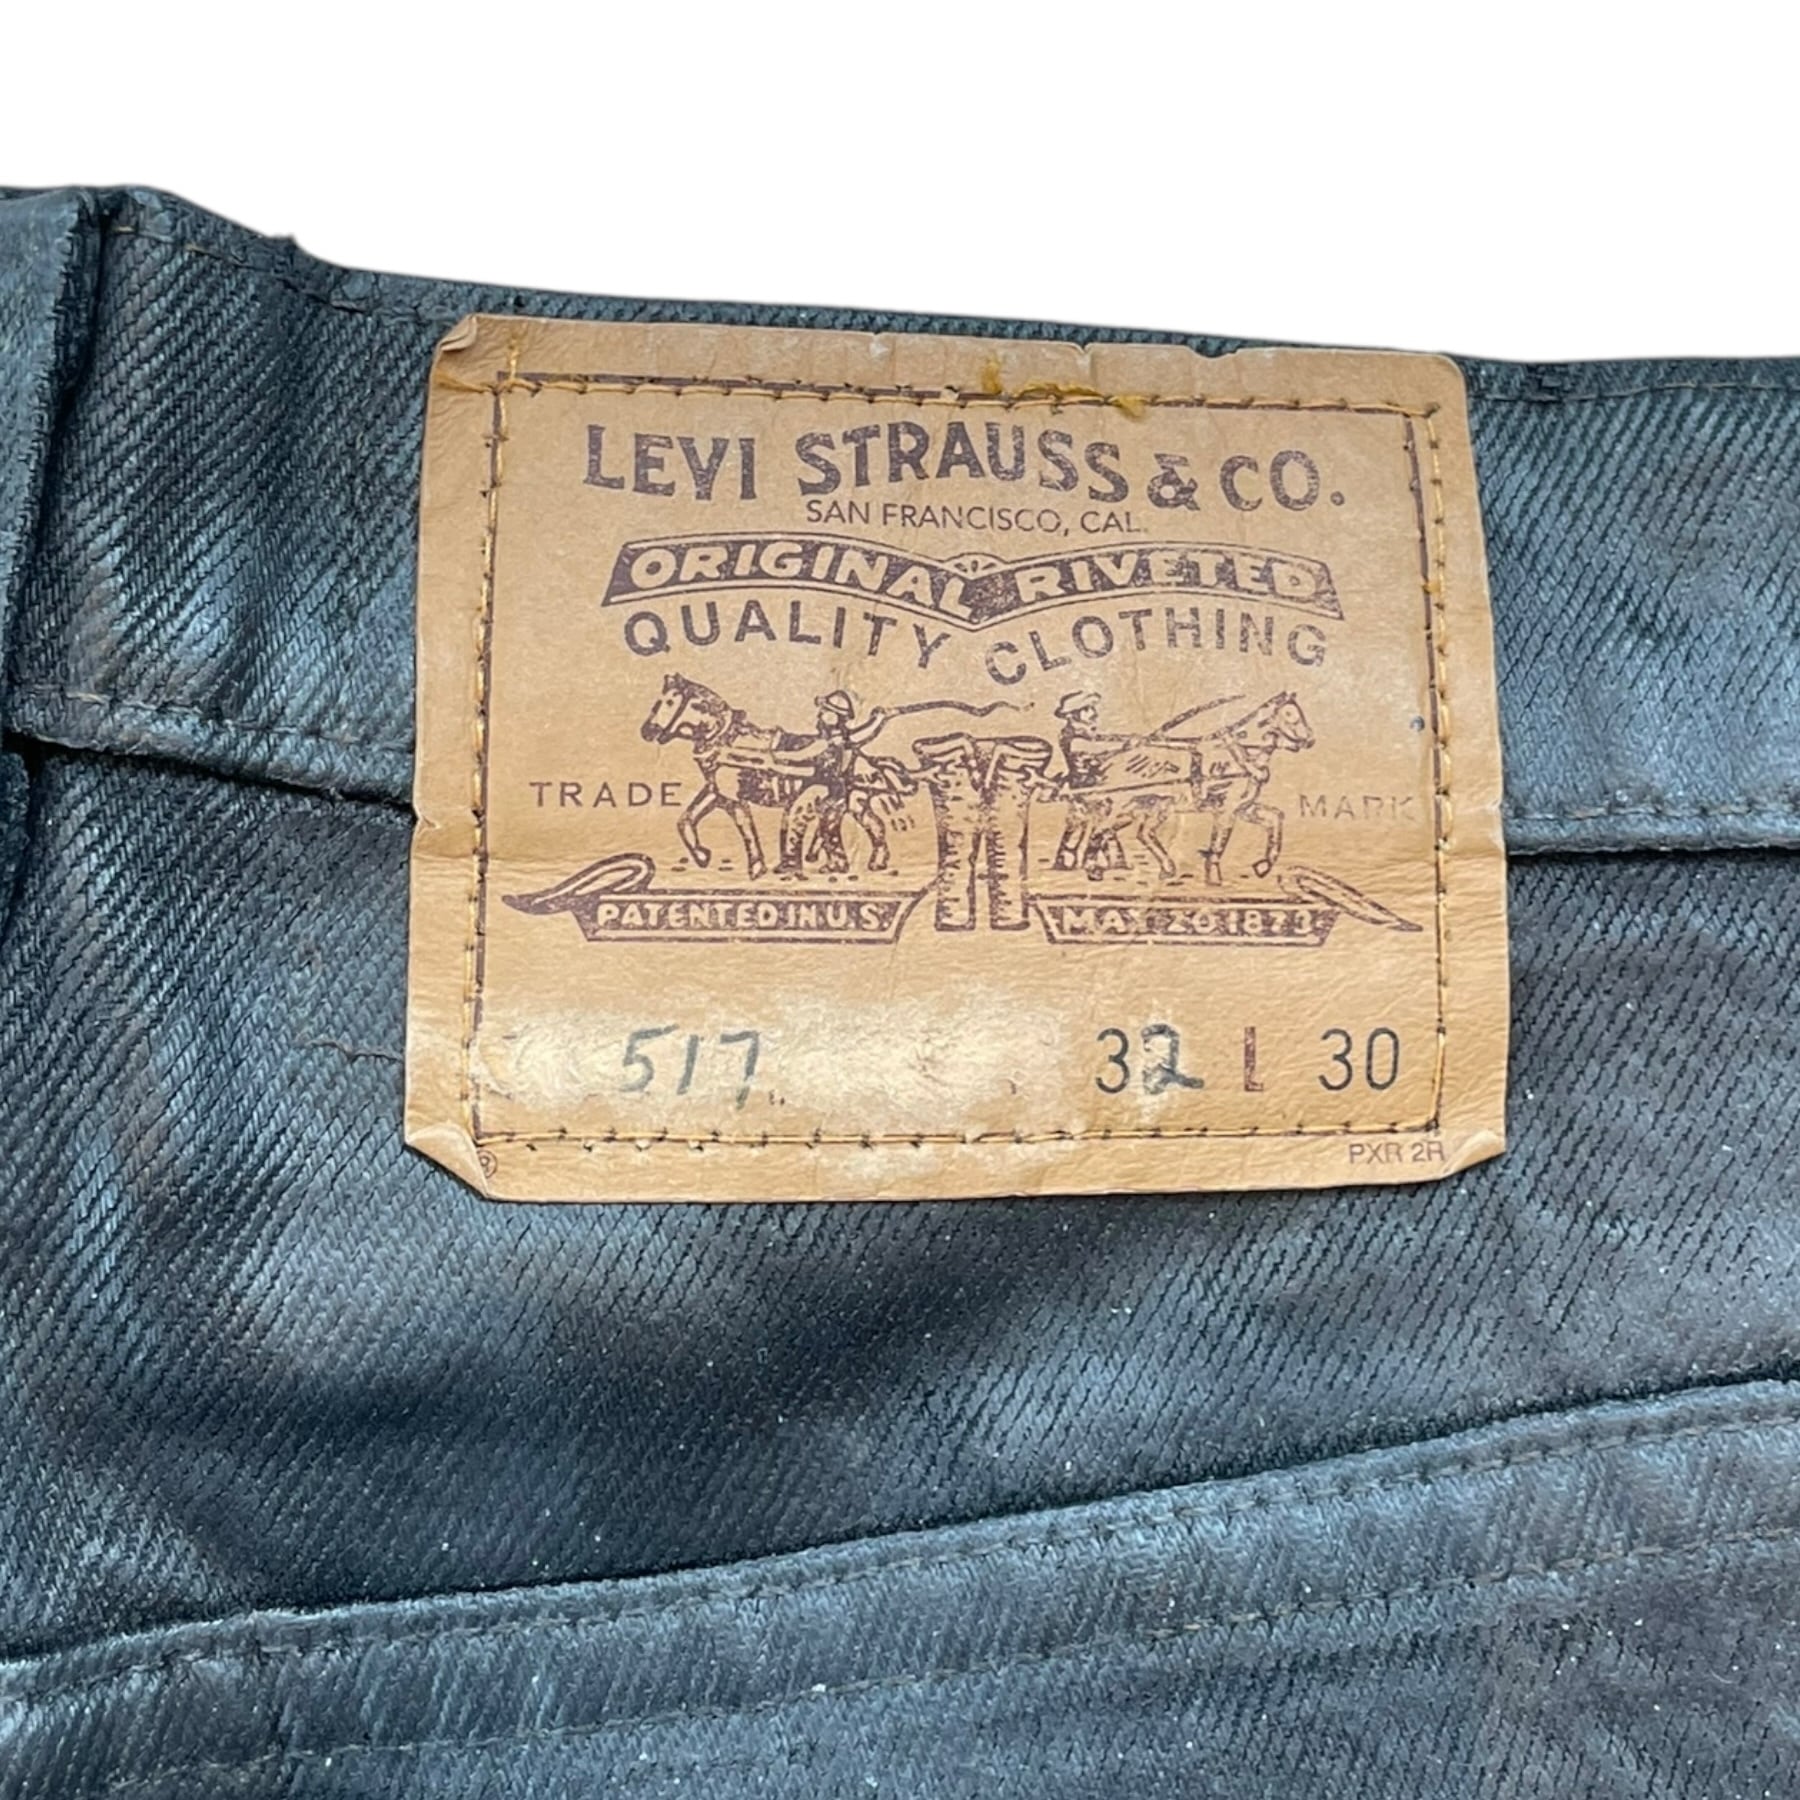 LEVI STRAUSS & CO.
SAN FRANCISCO, CAL.
ORIGINAL RIVETED
QUALITY CLOTHING
TRADE MARK
PATENTED IN U.S. MAY 20 1873
517 32 L 30
® PXR 2H